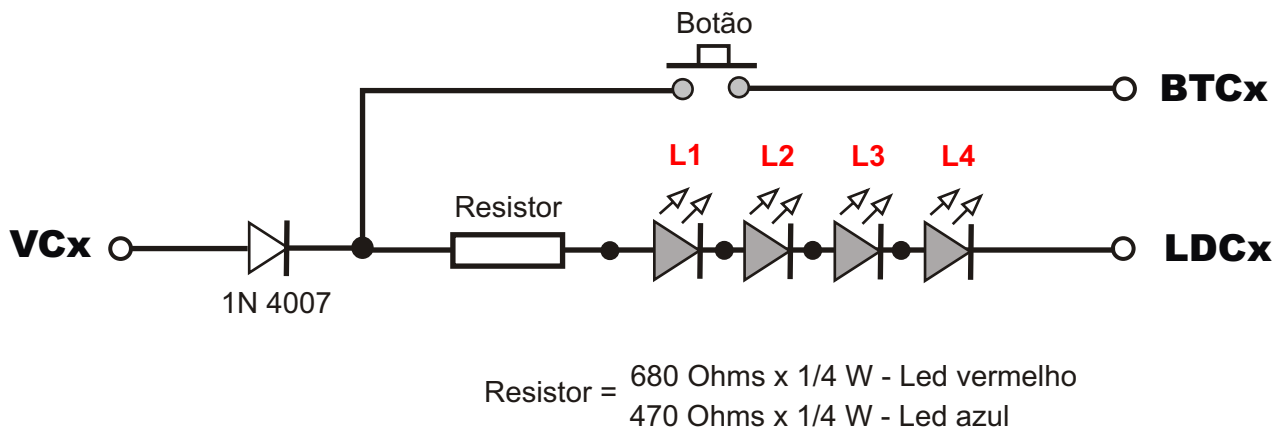 Botão
BTCx
L1 L2 L3 L4
Resistor
VCx
LDCx
1N 4007
Resistor = 680 Ohms x 1/4 W - Led vermelho
470 Ohms x 1/4 W - Led azul